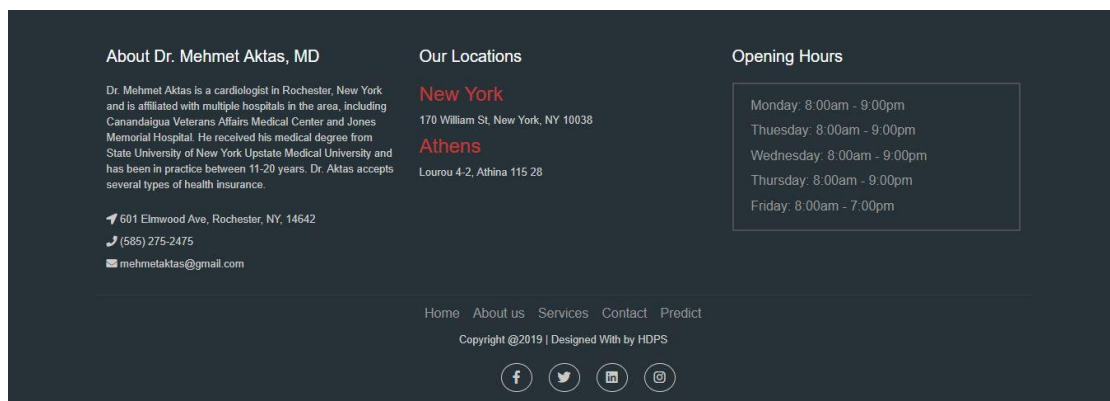 About Dr. Mehmet Aktas, MD
Dr. Mehmet Aktas is a cardiologist in Rochester, New York
and is affiliated with multiple hospitals in the area, including
Canandaigua Veterans Affairs Medical Center and Jones
Memorial Hospital. He received his medical degree from
State University of New York Upstate Medical University and
has been in practice between 11-20 years. Dr. Aktas accepts
several types of health insurance.
601 Elmwood Ave, Rochester, NY, 14642
(585) 275-2475
mehmetaktas@gmail.com
Our Locations
New York
170 William St, New York, NY 10038
Athens
Lourou 4-2, Athina 115 28
Opening Hours
Monday: 8:00am - 9:00pm
Thuesday: 8:00am - 9:00pm
Wednesday: 8:00am - 9:00pm
Thursday: 8:00am - 9:00pm
Friday: 8:00am - 7:00pm
Home About us Services Contact Predict
Copyright @2019 | Designed With by HDPS